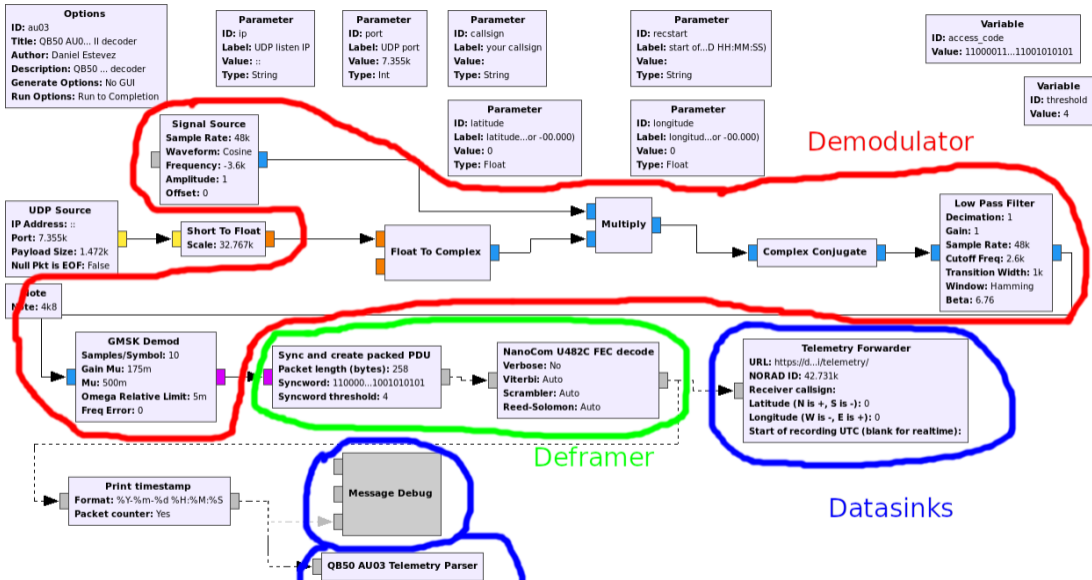 Options
ID: au03
Title: QB50 AU0... II decoder
Author: Daniel Estevez
Description: QB50 ... decoder
Generate Options: No GUI
Run Options: Run to Completion
Parameter
ID: ip
Label: UDP listen IP
Value: ::
Type: String
Parameter
ID: port
Label: UDP port
Value: 7.355k
Type: Int
Parameter
ID: callsign
Label: your callsign
Value:
Type: String
Parameter
ID: recstart
Label: start of...D HH:MM:SS)
Value:
Type: String
Variable
ID: access_code
Value: 11000011...11001010101
Variable
ID: threshold
Value: 4
Parameter
ID: latitude
Label: latitude...or -00.000)
Value: 0
Type: Float
Parameter
ID: longitude
Label: longitud...or -00.000)
Value: 0
Type: Float
Demodulator
Signal Source
Sample Rate: 48k
Waveform: Cosine
Frequency: -3.6k
Amplitude: 1
Offset: 0
UDP Source
IP Address: ::
Port: 7.355k
Payload Size: 1.472k
Null Pkt is EOF: False
Short To Float
Scale: 32.767k
Float To Complex
Multiply
Complex Conjugate
Low Pass Filter
Decimation: 1
Gain: 1
Sample Rate: 48k
Cutoff Freq: 2.6k
Transition Width: 1k
Window: Hamming
Beta: 6.76
Note
Note: 4k8
GMSK Demod
Samples/Symbol: 10
Gain Mu: 175m
Mu: 500m
Omega Relative Limit: 5m
Freq Error: 0
Sync and create packed PDU
Packet length (bytes): 258
Syncword: 110000...1001010101
Syncword threshold: 4
NanoCom U482C FEC decode
Verbose: No
Viterbi: Auto
Scrambler: Auto
Reed-Solomon: Auto
Telemetry Forwarder
URL: https://d...i/telemetry/
NORAD ID: 42.731k
Receiver callsign:
Latitude (N is +, S is -): 0
Longitude (W is -, E is +): 0
Start of recording UTC (blank for realtime):
Deframer
Datasinks
Print timestamp
Format: %Y-%m-%d %H:%M:%S
Packet counter: Yes
Message Debug
QB50 AU03 Telemetry Parser